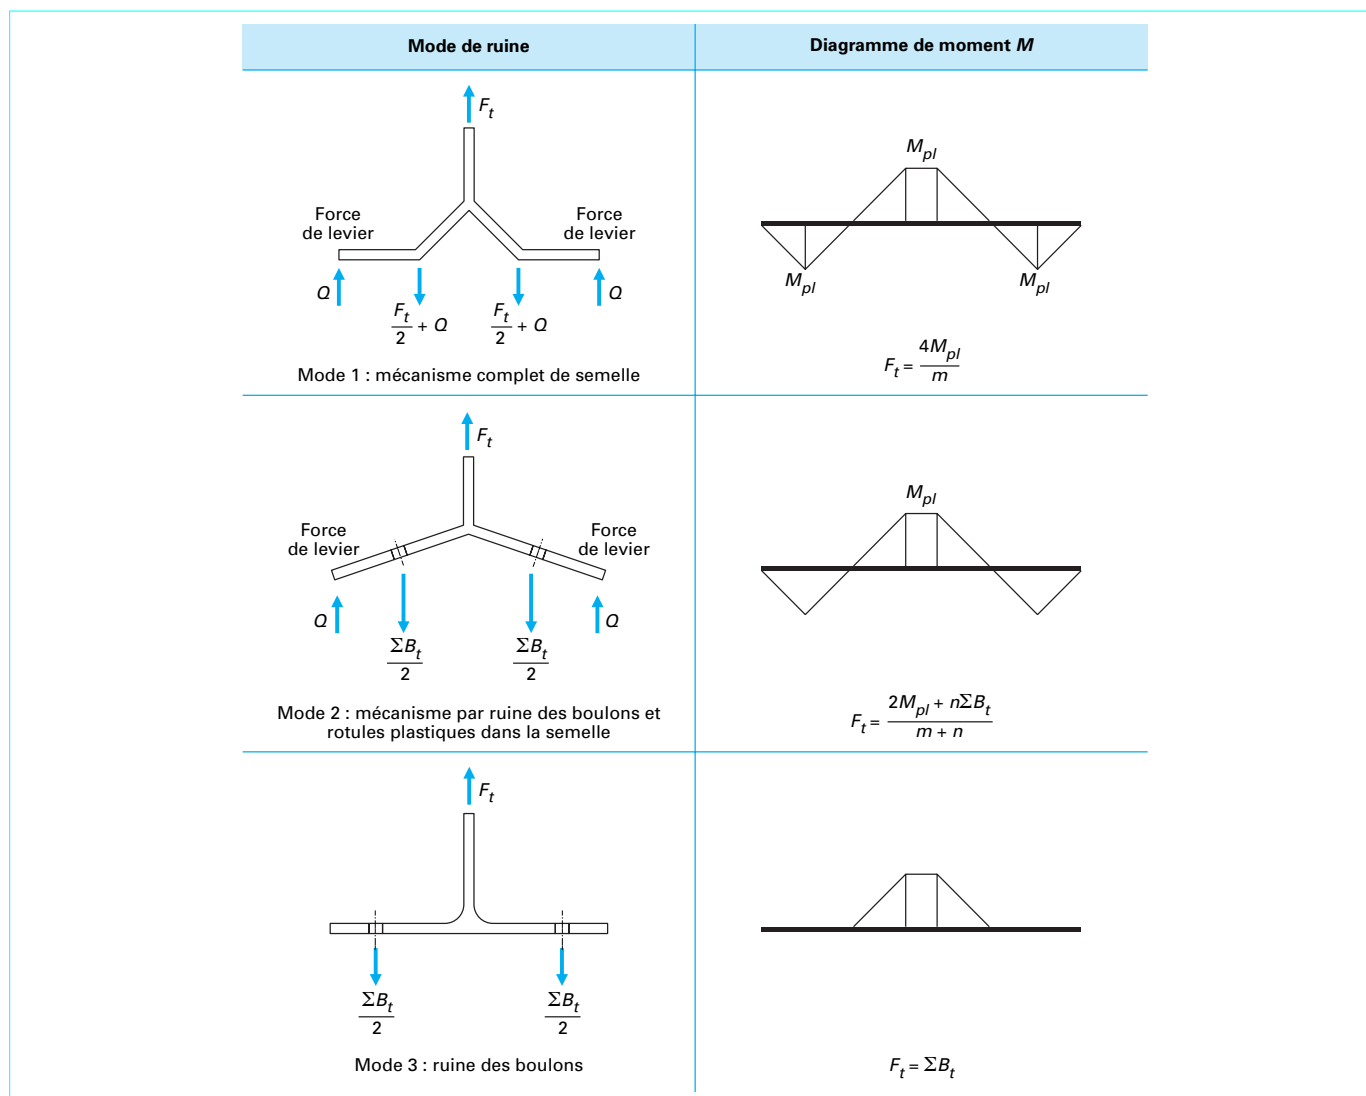 Mode de ruine
Diagramme de moment M
F_t
Force
de levier
Force
de levier
Q
Q
F_t/2 + Q
F_t/2 + Q
Mode 1 : mécanisme complet de semelle
M_pl
M_pl
M_pl
F_t = 4M_pl/m
F_t
Force
de levier
Force
de levier
Q
Q
ΣB_t/2
ΣB_t/2
Mode 2 : mécanisme par ruine des boulons et
rotules plastiques dans la semelle
M_pl
F_t = (2M_pl + nΣB_t)/(m + n)
F_t
ΣB_t/2
ΣB_t/2
Mode 3 : ruine des boulons
F_t = ΣB_t